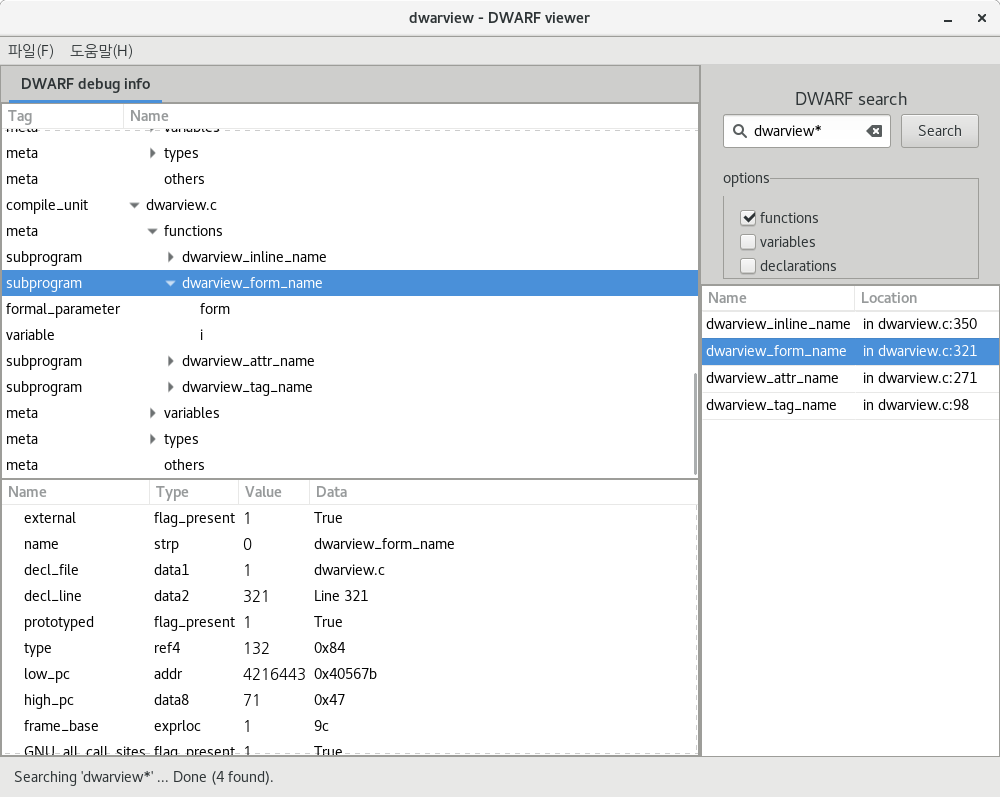 dwarview - DWARF viewer
파일(F) 도움말(H)
DWARF debug info
Tag Name
meta variables
meta types
meta others
compile_unit dwarview.c
meta functions
subprogram dwarview_inline_name
subprogram dwarview_form_name
formal_parameter form
variable i
subprogram dwarview_attr_name
subprogram dwarview_tag_name
meta variables
meta types
meta others
Name Type Value Data
external flag_present 1 True
name strp 0 dwarview_form_name
decl_file data1 1 dwarview.c
decl_line data2 321 Line 321
prototyped flag_present 1 True
type ref4 132 0x84
low_pc addr 4216443 0x40567b
high_pc data8 71 0x47
frame_base exprloc 1 9c
GNU_all_call_sites flag_present 1 True
DWARF search
dwarview*
Search
options
functions
variables
declarations
Name Location
dwarview_inline_name in dwarview.c:350
dwarview_form_name in dwarview.c:321
dwarview_attr_name in dwarview.c:271
dwarview_tag_name in dwarview.c:98
Searching 'dwarview*' ... Done (4 found).